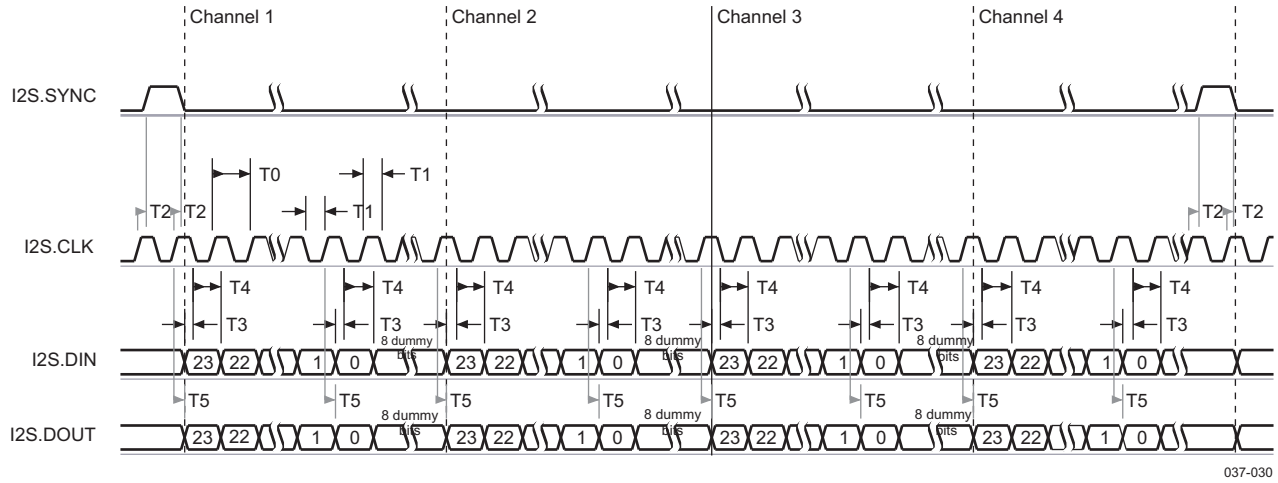 Channel 1 Channel 2 Channel 3 Channel 4
I2S.SYNC
T0 T1
T1
T2 T2 T2 T2
I2S.CLK
T4 T4 T4 T4 T4 T4 T4 T4
T3 T3 T3 T3 T3 T3 T3 T3
8 dummy bits 8 dummy bits 8 dummy bits
I2S.DIN 23 22 1 0 23 22 1 0 23 22 1 0 23 22 1 0
T5 T5 T5 T5 T5 T5 T5 T5
8 dummy bits 8 dummy bits 8 dummy bits
I2S.DOUT 23 22 1 0 23 22 1 0 23 22 1 0 23 22 1 0
037-030